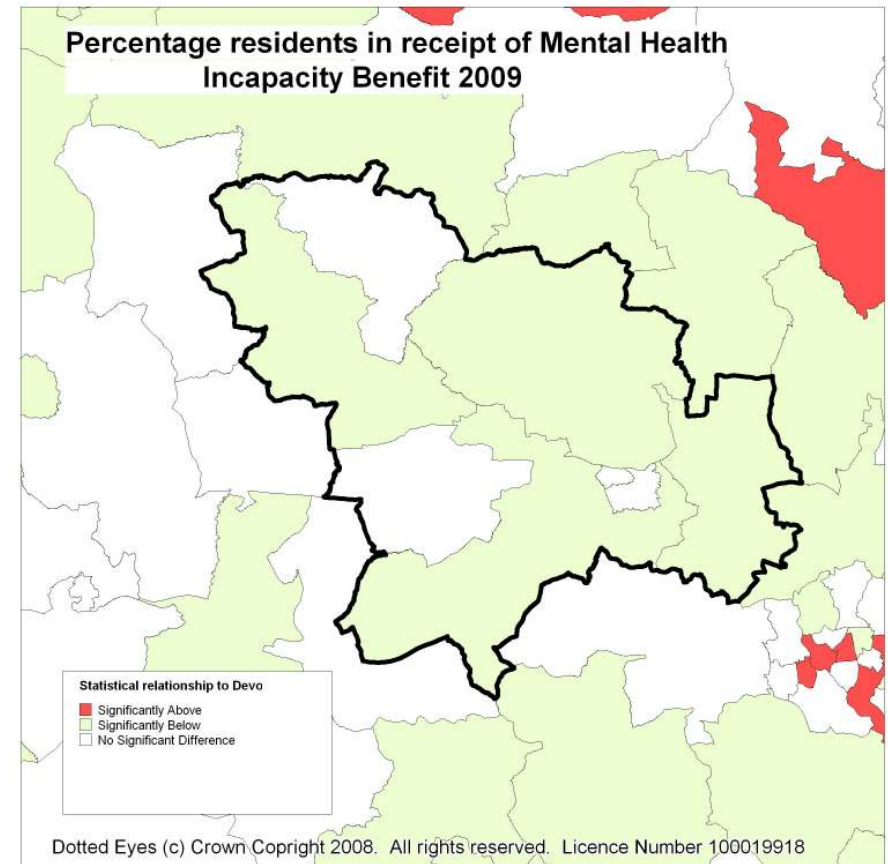 Percentage residents in receipt of Mental Health
Incapacity Benefit 2009
Statistical relationship to Devo
Significantly Above
Significantly Below
No Significant Difference
Dotted Eyes (c) Crown Copright 2008. All rights reserved. Licence Number 100019918